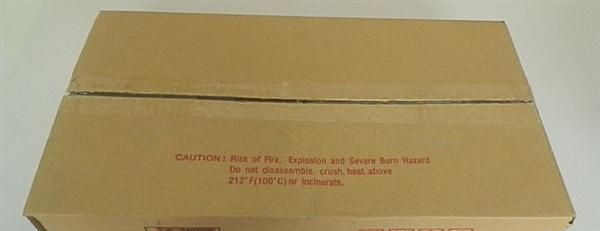 CAUTION: Risk of Fire, Explosion and Severe Burn Hazard
Do not disassemble, crush, heat above
212°F(100°C) or Incinerate.